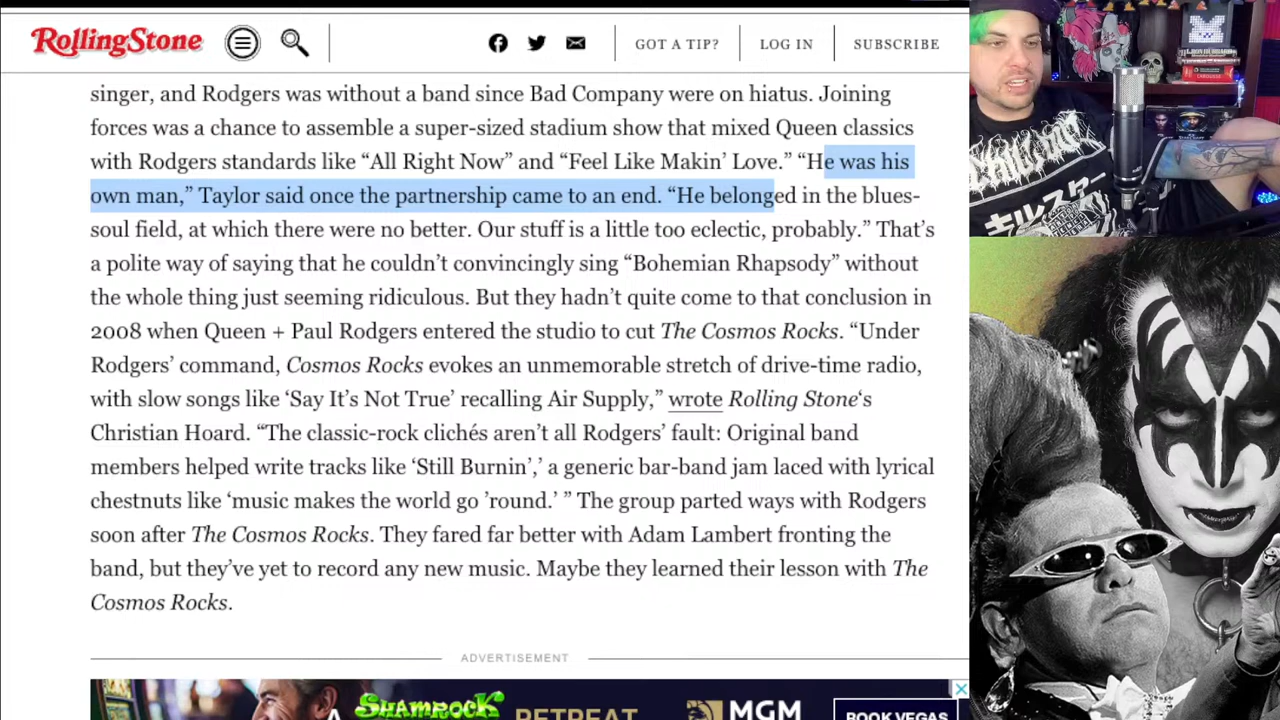 RollingStone
GOT A TIP?
LOG IN
SUBSCRIBE
singer, and Rodgers was without a band since Bad Company were on hiatus. Joining
forces was a chance to assemble a super-sized stadium show that mixed Queen classics
with Rodgers standards like “All Right Now” and “Feel Like Makin’ Love.” “He was his
own man,” Taylor said once the partnership came to an end. “He belonged in the blues-
soul field, at which there were no better. Our stuff is a little too eclectic, probably.” That’s
a polite way of saying that he couldn’t convincingly sing “Bohemian Rhapsody” without
the whole thing just seeming ridiculous. But they hadn’t quite come to that conclusion in
2008 when Queen + Paul Rodgers entered the studio to cut The Cosmos Rocks. “Under
Rodgers’ command, Cosmos Rocks evokes an unmemorable stretch of drive-time radio,
with slow songs like ‘Say It’s Not True’ recalling Air Supply,” wrote Rolling Stone‘s
Christian Hoard. “The classic-rock clichés aren’t all Rodgers’ fault: Original band
members helped write tracks like ‘Still Burnin’,’ a generic bar-band jam laced with lyrical
chestnuts like ‘music makes the world go ’round.’ ” The group parted ways with Rodgers
soon after The Cosmos Rocks. They fared far better with Adam Lambert fronting the
band, but they’ve yet to record any new music. Maybe they learned their lesson with The
Cosmos Rocks.
ADVERTISEMENT
SHAMROCK
RETREAT
MGM
BOOK VEGAS